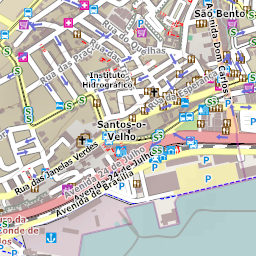 São Bento
Avenida Dom Carlos
Rua do Quelhas
Rua das Praças
Instituto
Hidrográfico
Santos-o-
Velho
Rua das Janelas Verdes
Avenida 24 de Julho
Avenida 24 de Julho
Avenida de Brasília
conde de